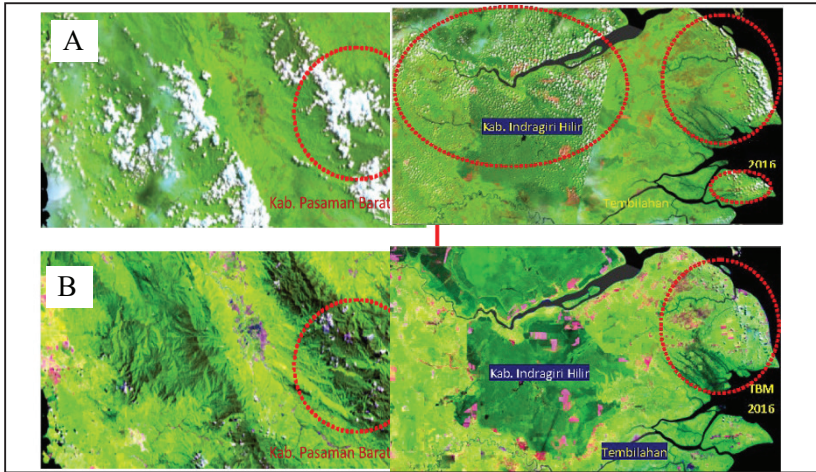 A
Kab. Pasaman Barat
Kab. Indragiri Hilir
2016
Tembilahan
B
Kab. Pasaman Barat
Kab. Indragiri Hilir
TBM
2016
Tembilahan